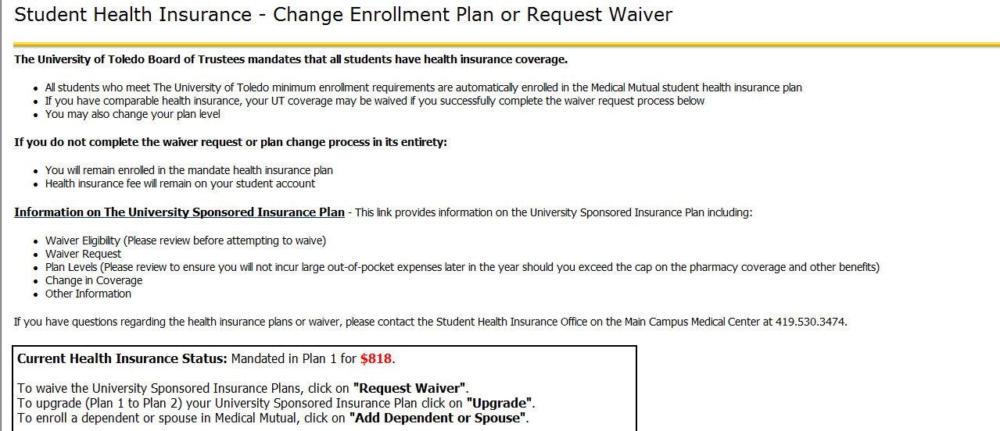 Student Health Insurance - Change Enrollment Plan or Request Waiver
The University of Toledo Board of Trustees mandates that all students have health insurance coverage.
• All students who meet The University of Toledo minimum enrollment requirements are automatically enrolled in the Medical Mutual student health insurance plan
• If you have comparable health insurance, your UT coverage may be waived if you successfully complete the waiver request process below
• You may also change your plan level
If you do not complete the waiver request or plan change process in its entirety:
• You will remain enrolled in the mandate health insurance plan
• Health insurance fee will remain on your student account
Information on The University Sponsored Insurance Plan - This link provides information on the University Sponsored Insurance Plan including:
• Waiver Eligibility (Please review before attempting to waive)
• Waiver Request
• Plan Levels (Please review to ensure you will not incur large out-of-pocket expenses later in the year should you exceed the cap on the pharmacy coverage and other benefits)
• Change in Coverage
• Other Information
If you have questions regarding the health insurance plans or waiver, please contact the Student Health Insurance Office on the Main Campus Medical Center at 419.530.3474.
Current Health Insurance Status: Mandated in Plan 1 for $818.
To waive the University Sponsored Insurance Plans, click on "Request Waiver".
To upgrade (Plan 1 to Plan 2) your University Sponsored Insurance Plan click on "Upgrade".
To enroll a dependent or spouse in Medical Mutual, click on "Add Dependent or Spouse".